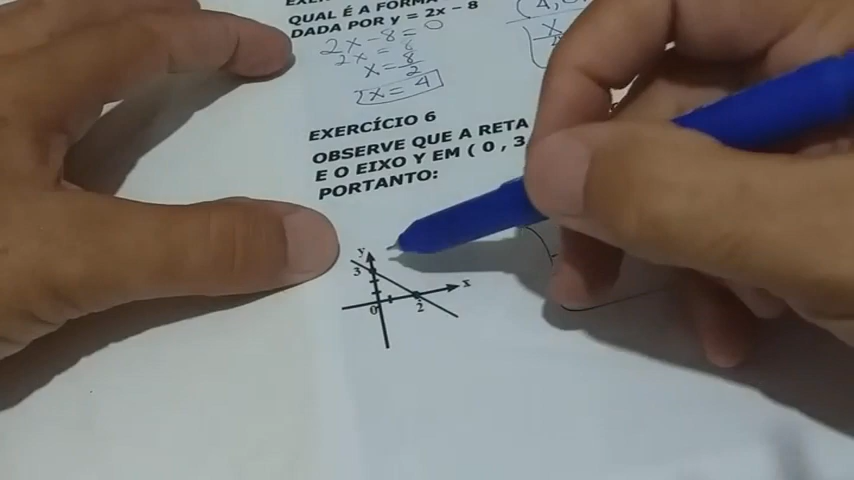 QUAL É A FORMA
DADA POR y = 2x - 8
2x - 8 = 0
2x =
x = 8/2
x = 4
EXERCÍCIO 6
OBSERVE QUE A RETA
E O EIXO Y EM ( 0 , 3
PORTANTO:
y
3
x
0
2